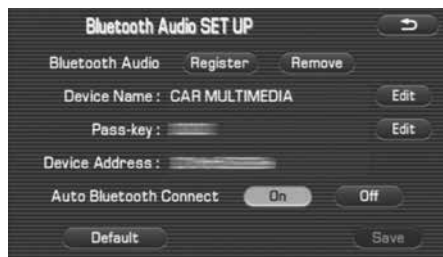 Bluetooth Audio SET UP
Bluetooth Audio Register Remove
Device Name : CAR MULTIMEDIA Edit
Pass-key : Edit
Device Address :
Auto Bluetooth Connect On Off
Default Save